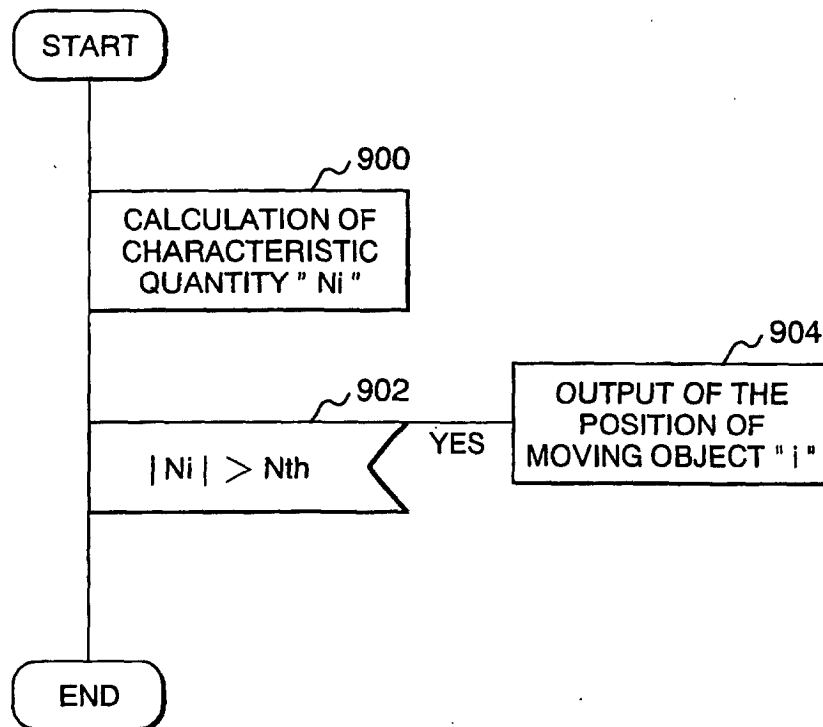 START
900
CALCULATION OF
CHARACTERISTIC
QUANTITY " Ni "
902
904
| Ni | > Nth
YES
OUTPUT OF THE
POSITION OF
MOVING OBJECT " i "
END